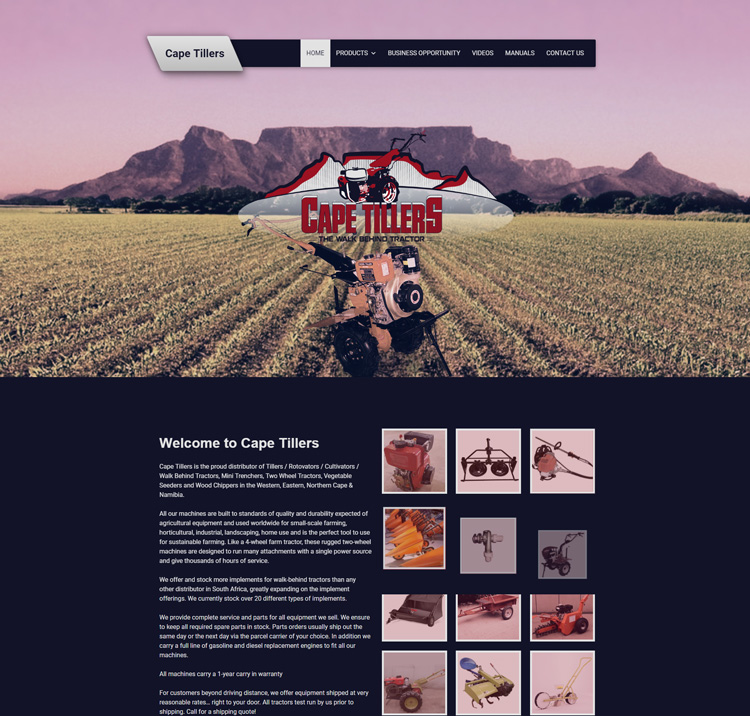 Cape Tillers
HOME PRODUCTS BUSINESS OPPORTUNITY VIDEOS MANUALS CONTACT US
CAPE TILLERS
THE WALK BEHIND TRACTOR
Welcome to Cape Tillers
Cape Tillers is the proud distributor of Tillers / Rotovators / Cultivators /
Walk Behind Tractors, Mini Trenchers, Two Wheel Tractors, Vegetable
Seeders and Wood Chippers in the Western, Eastern, Northern Cape &
Namibia.
All our machines are built to standards of quality and durability expected of
agricultural equipment and used worldwide for small-scale farming,
horticultural, industrial, landscaping, home use and is the perfect tool to use
for sustainable farming. Like a 4-wheel farm tractor, these rugged two-wheel
machines are designed to run many attachments with a single power source
and give thousands of hours of service.
We offer and stock more implements for walk-behind tractors than any
other distributor in South Africa, greatly expanding on the implement
offerings. We currently stock over 20 different types of implements.
We provide complete service and parts for all equipment we sell. We ensure
to keep all required spare parts in stock. Parts orders usually ship out the
same day or the next day via the parcel carrier of your choice. In addition we
carry a full line of gasoline and diesel replacement engines to fit all our
machines.
All machines carry a 1-year carry in warranty
For customers beyond driving distance, we offer equipment shipped at very
reasonable rates… right to your door. All tractors test run by us prior to
shipping. Call for a shipping quote!